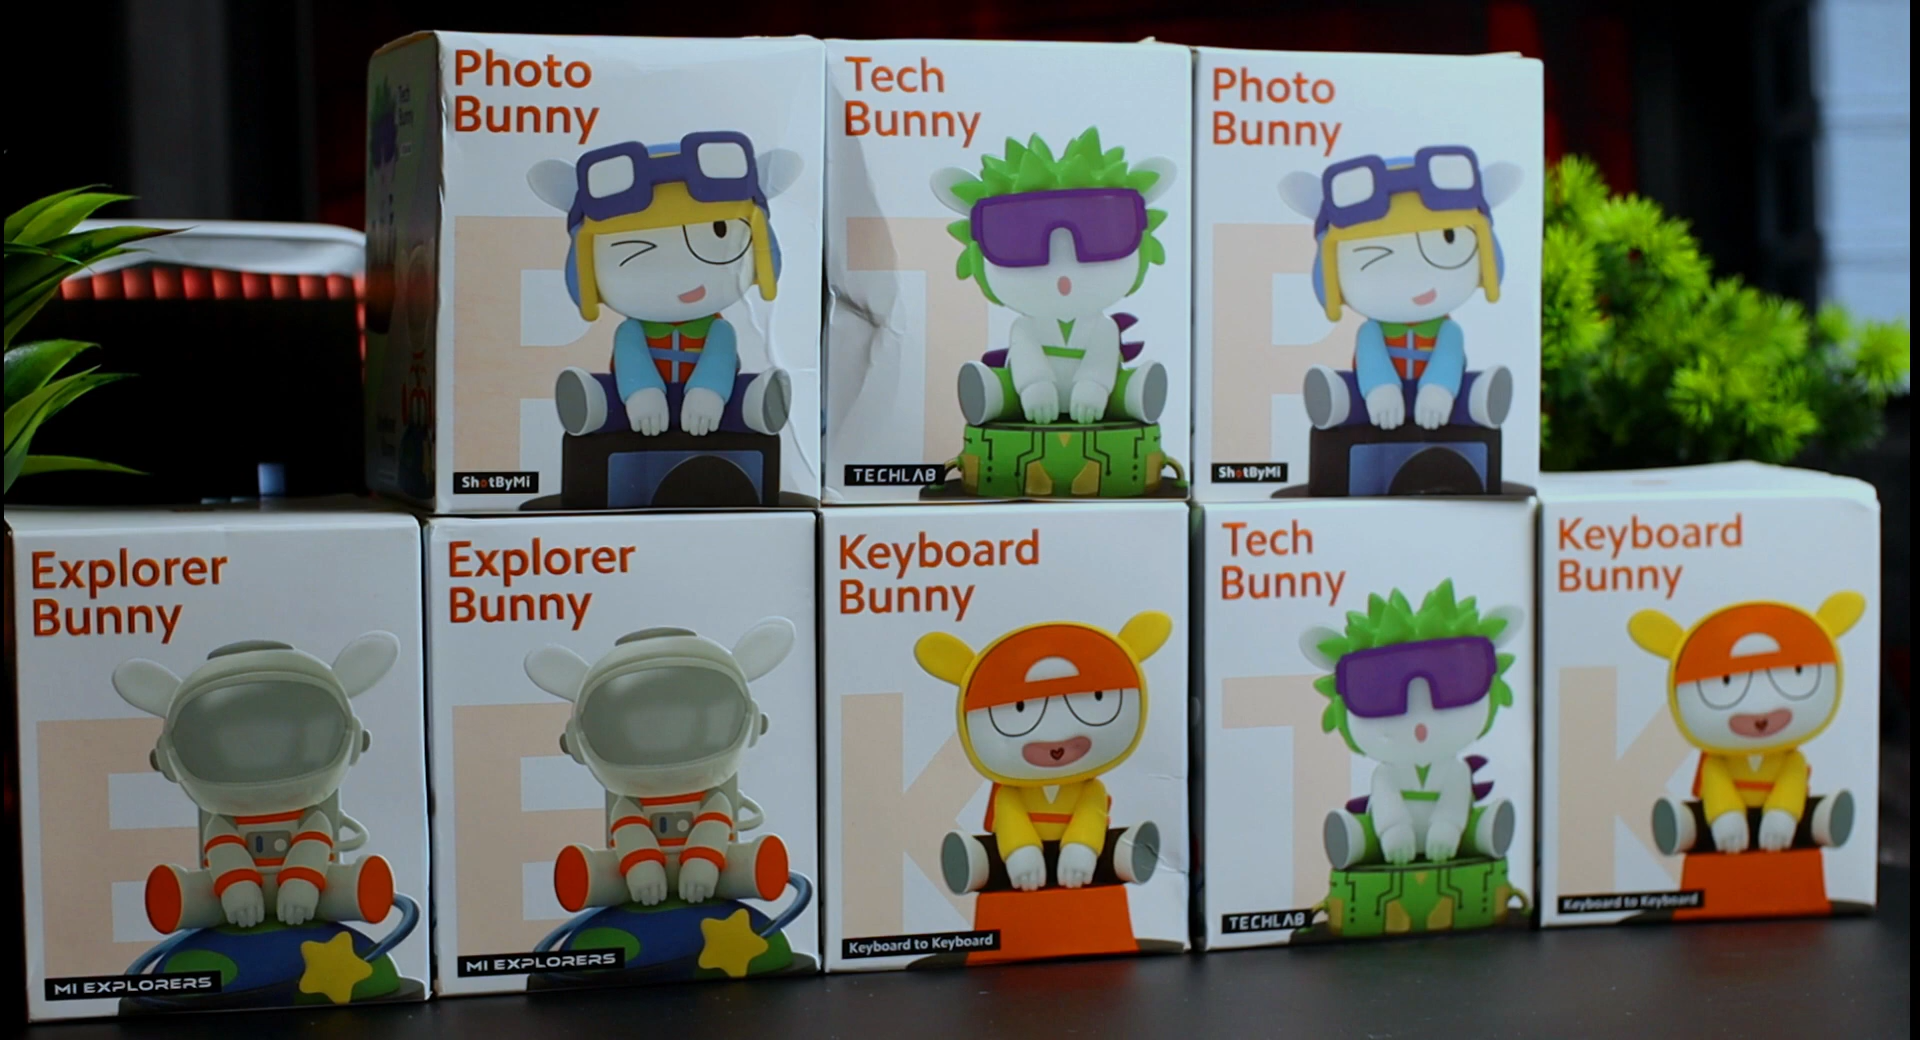 Photo
Bunny
ShotByMi
Tech
Bunny
TECHLAB
Photo
Bunny
ShotByMi
Explorer
Bunny
MI EXPLORERS
Explorer
Bunny
MI EXPLORERS
Keyboard
Bunny
Keyboard to Keyboard
Tech
Bunny
TECHLAB
Keyboard
Bunny
Keyboard to Keyboard